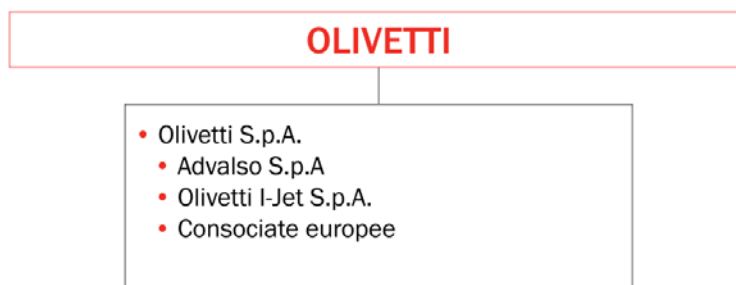 OLIVETTI
• Olivetti S.p.A.
• Advalso S.p.A
• Olivetti I-Jet S.p.A.
• Consociate europee